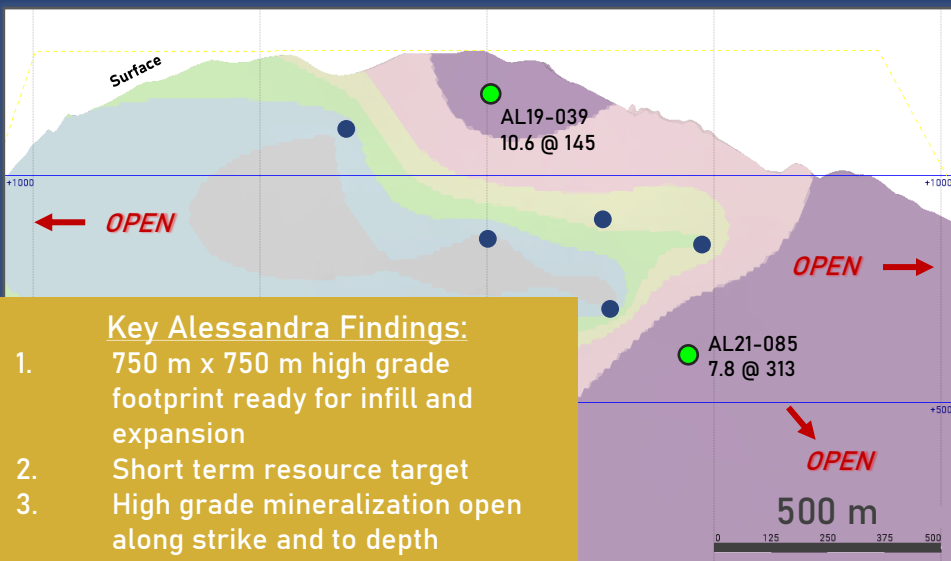 Surface
AL19-039
10.6 @ 145
+1000
+1000
OPEN
OPEN
Key Alessandra Findings:
1. 750 m x 750 m high grade
footprint ready for infill and
expansion
2. Short term resource target
3. High grade mineralization open
along strike and to depth
AL21-085
7.8 @ 313
+500
OPEN
500 m
0 125 250 375 500